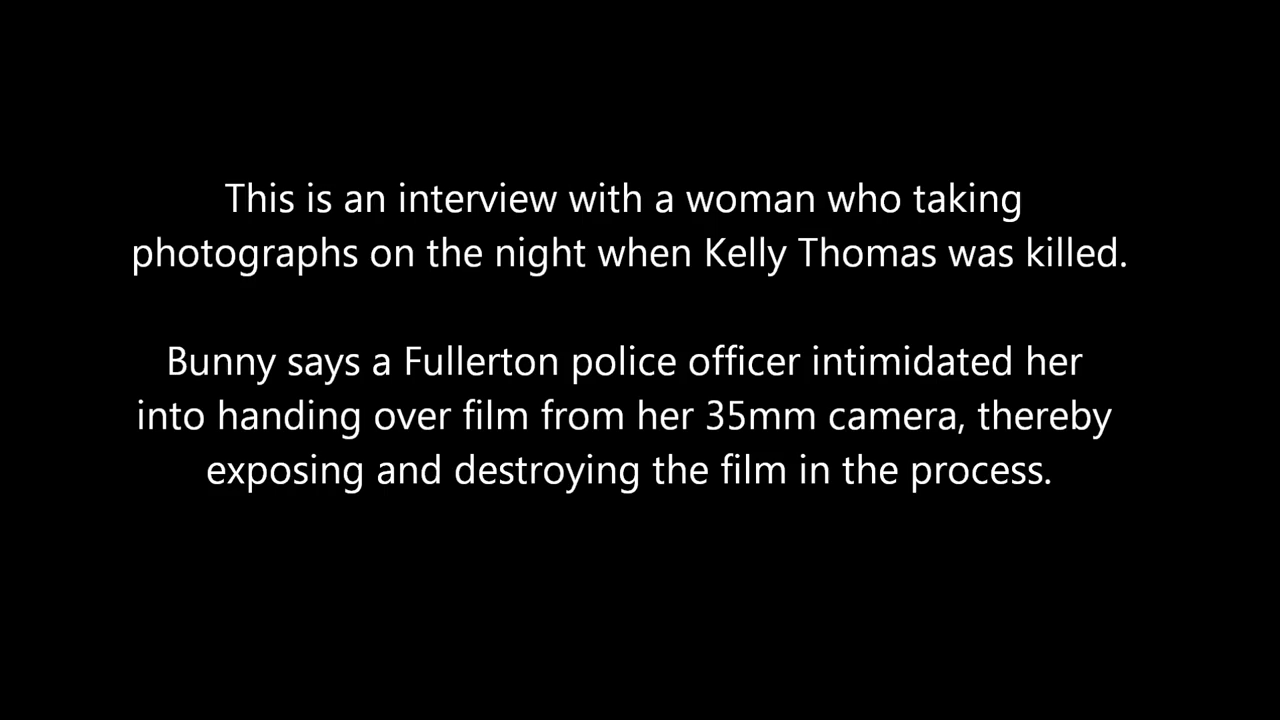 This is an interview with a woman who taking
photographs on the night when Kelly Thomas was killed.
Bunny says a Fullerton police officer intimidated her
into handing over film from her 35mm camera, thereby
exposing and destroying the film in the process.